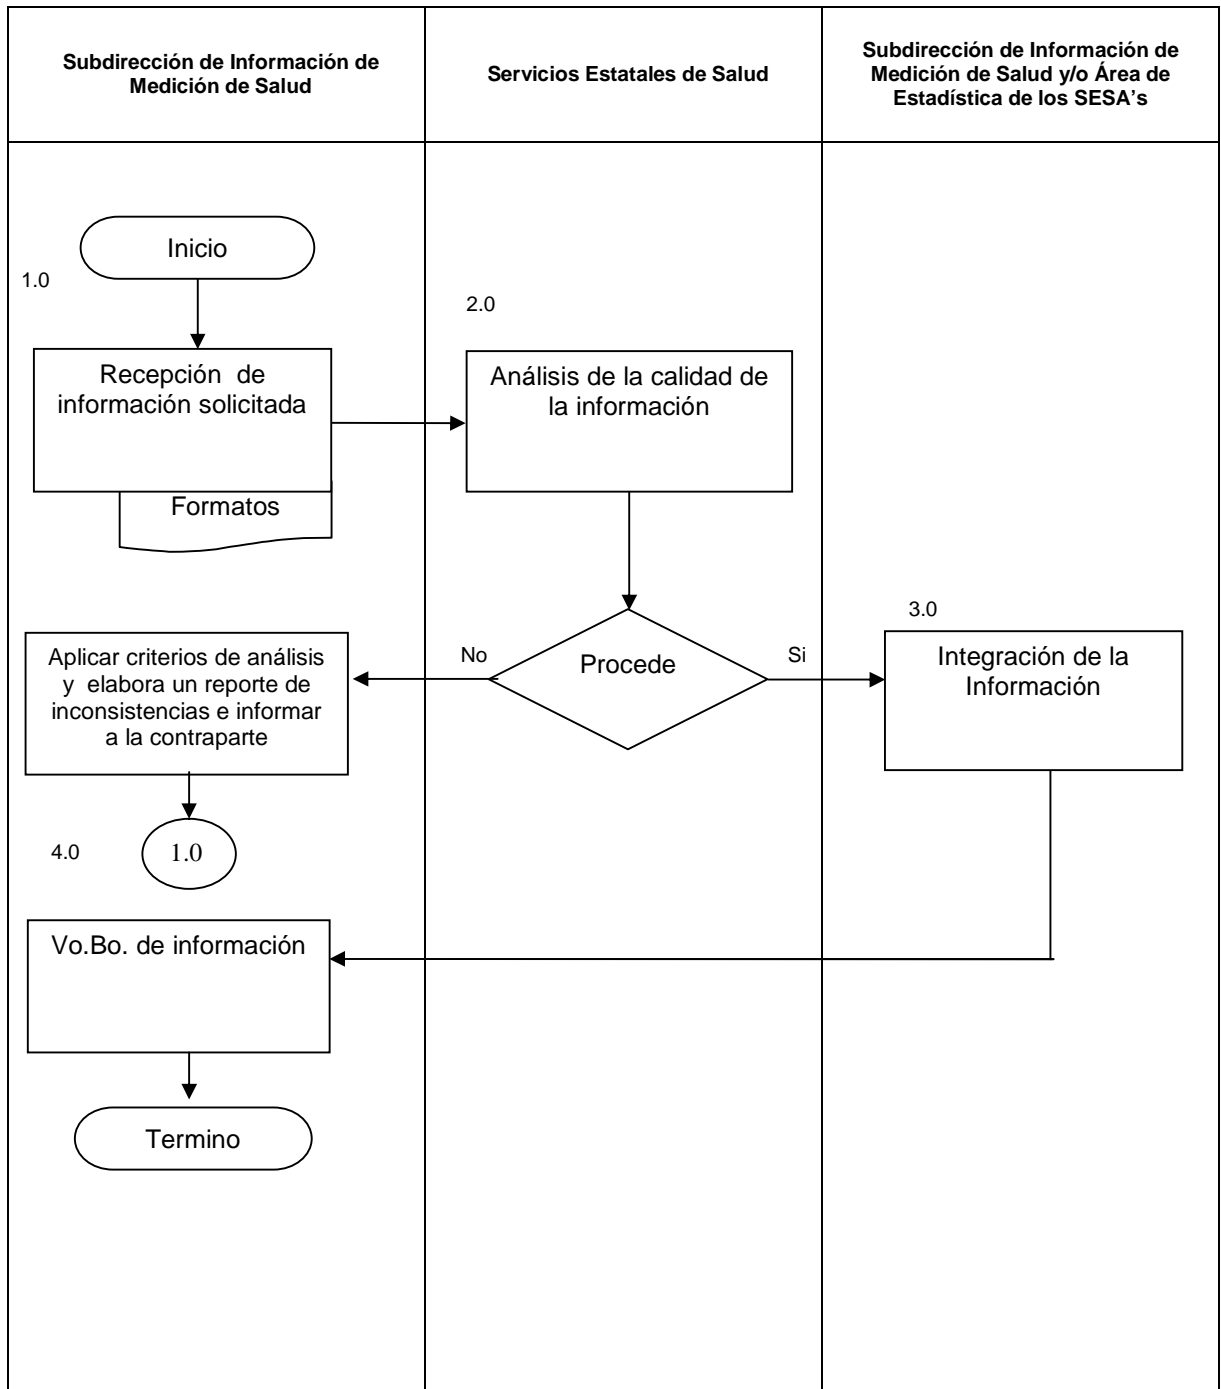 Subdirección de Información de
Medición de Salud
Servicios Estatales de Salud
Subdirección de Información de
Medición de Salud y/o Área de
Estadística de los SESA's
Inicio
1.0
2.0
Recepción de
información solicitada
Formatos
Análisis de la calidad de
la información
Procede
No
Si
3.0
Integración de la
Información
Aplicar criterios de análisis
y elabora un reporte de
inconsistencias e informar
a la contraparte
4.0
1.0
Vo.Bo. de información
Termino